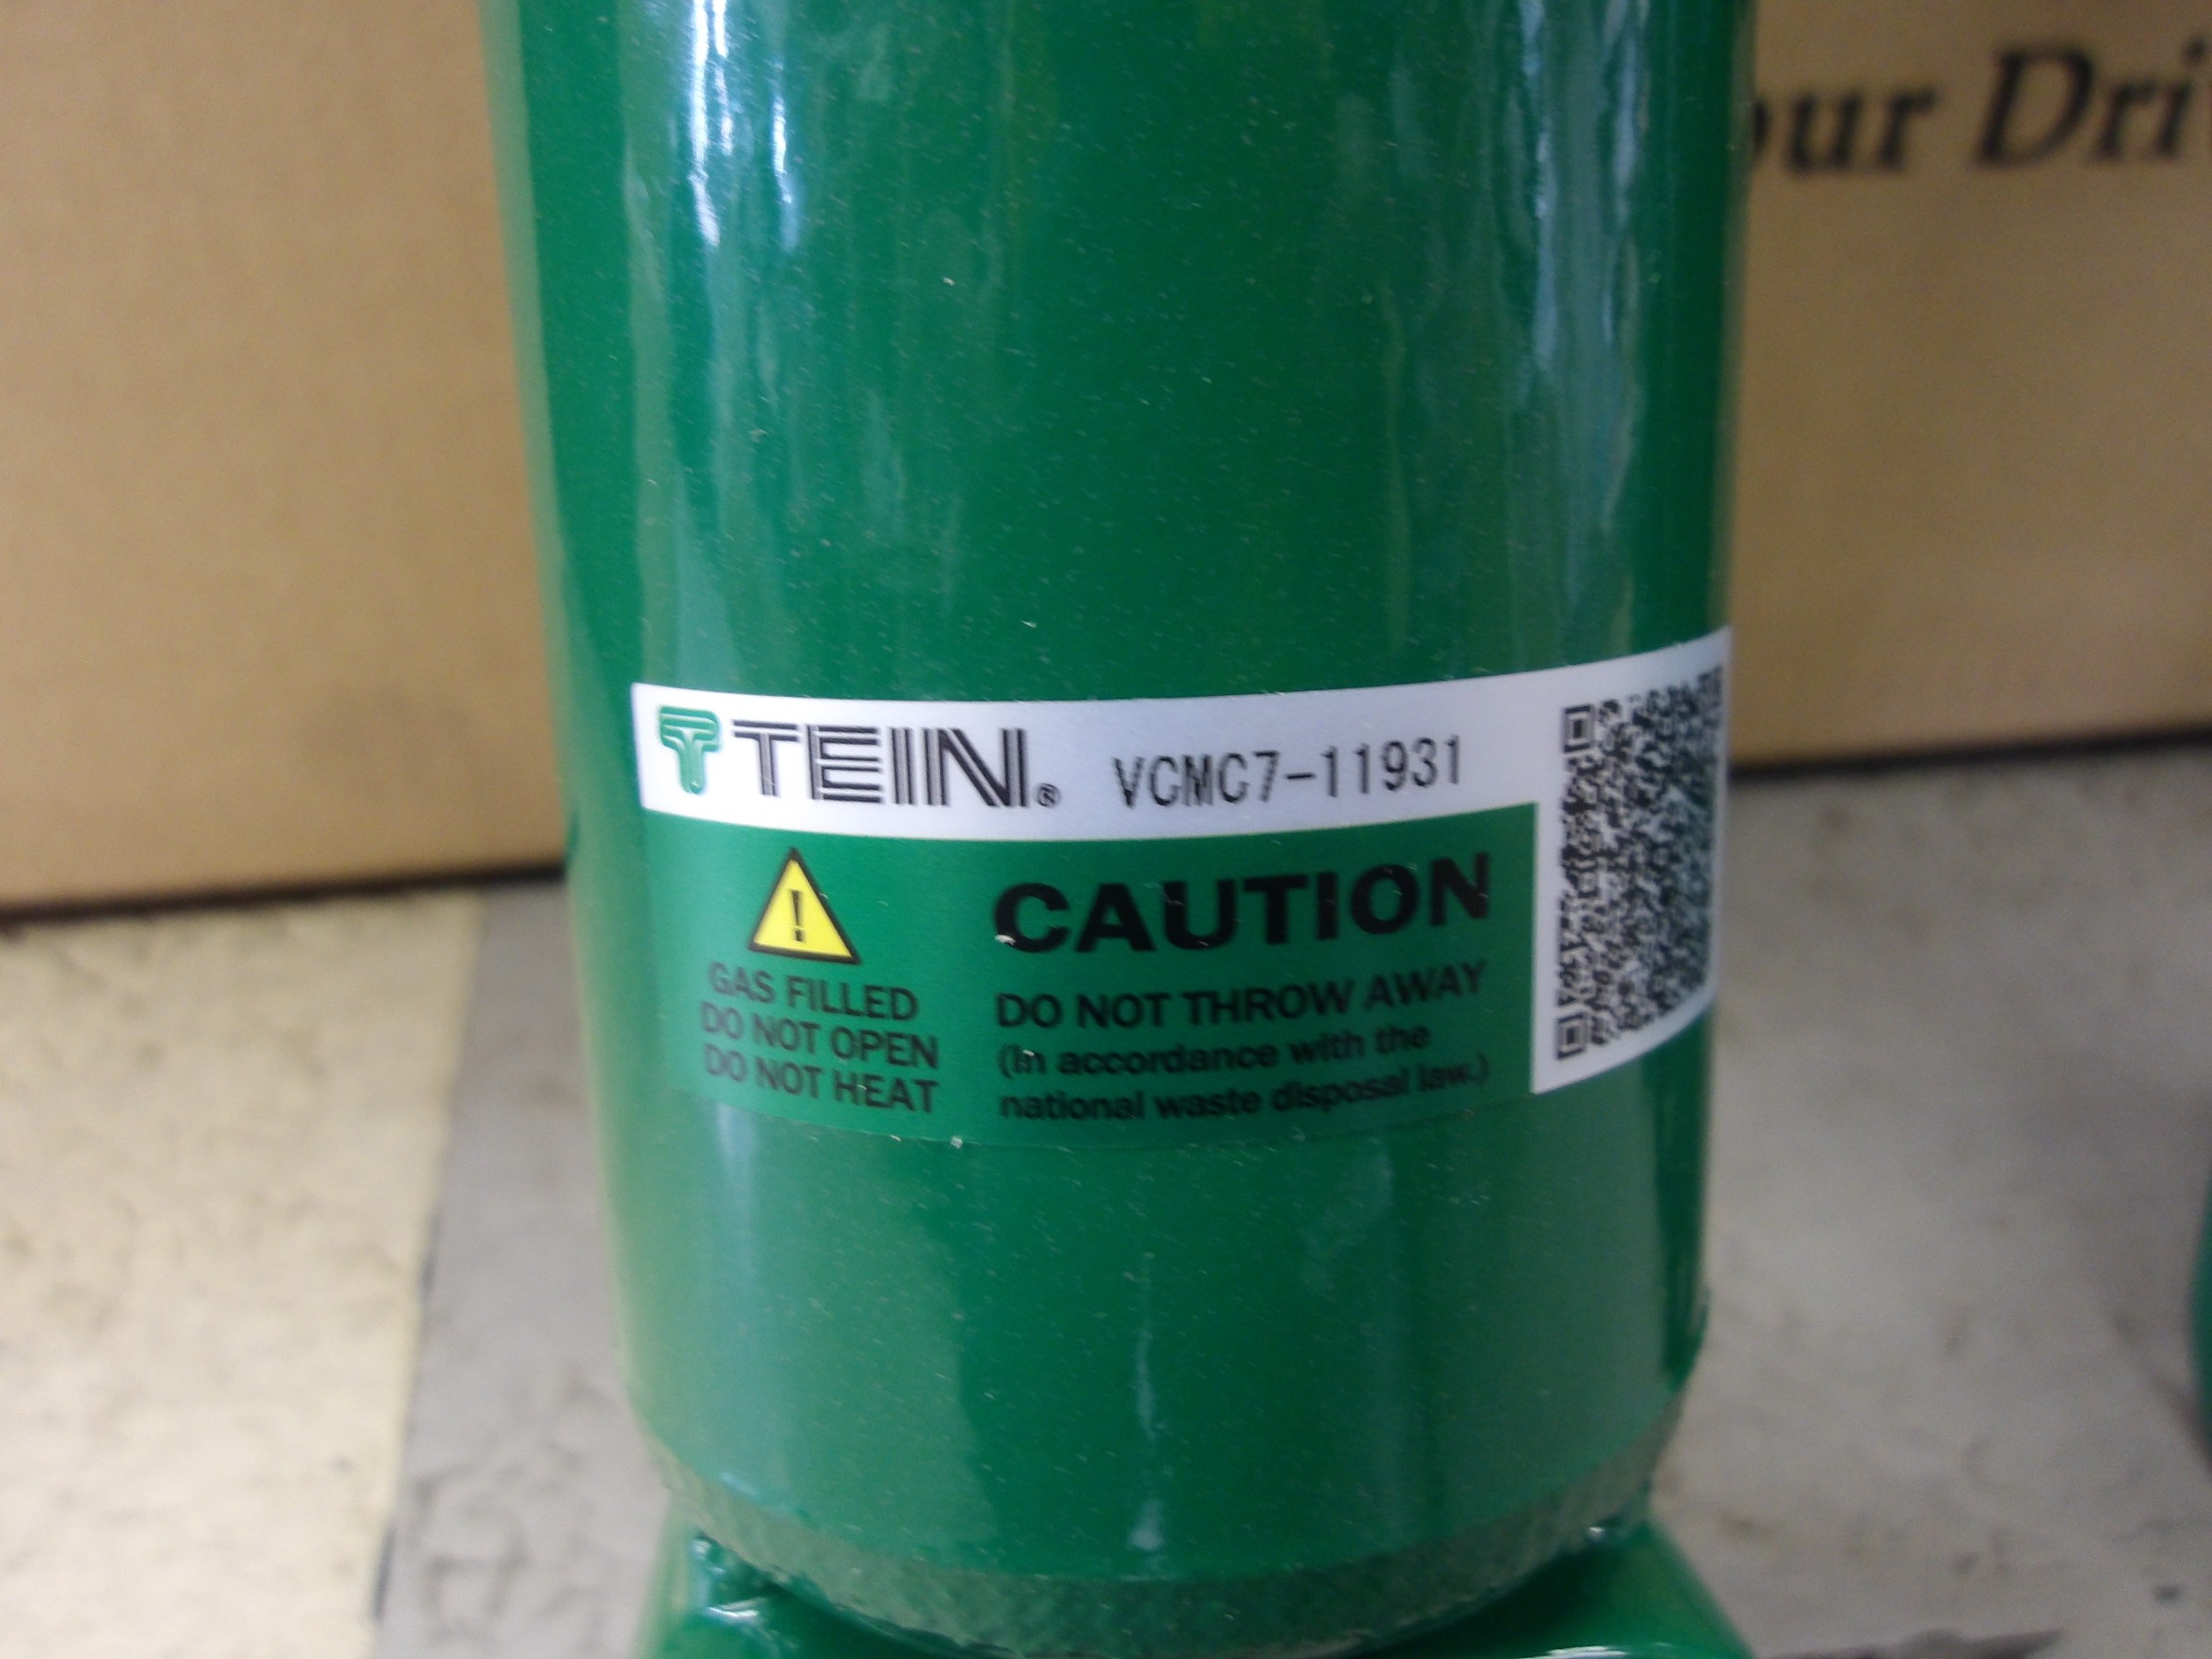 our Dri
TEIN® VCMC7-11931
!
GAS FILLED
DO NOT OPEN
DO NOT HEAT
CAUTION
DO NOT THROW AWAY
(In accordance with the
national waste disposal law.)